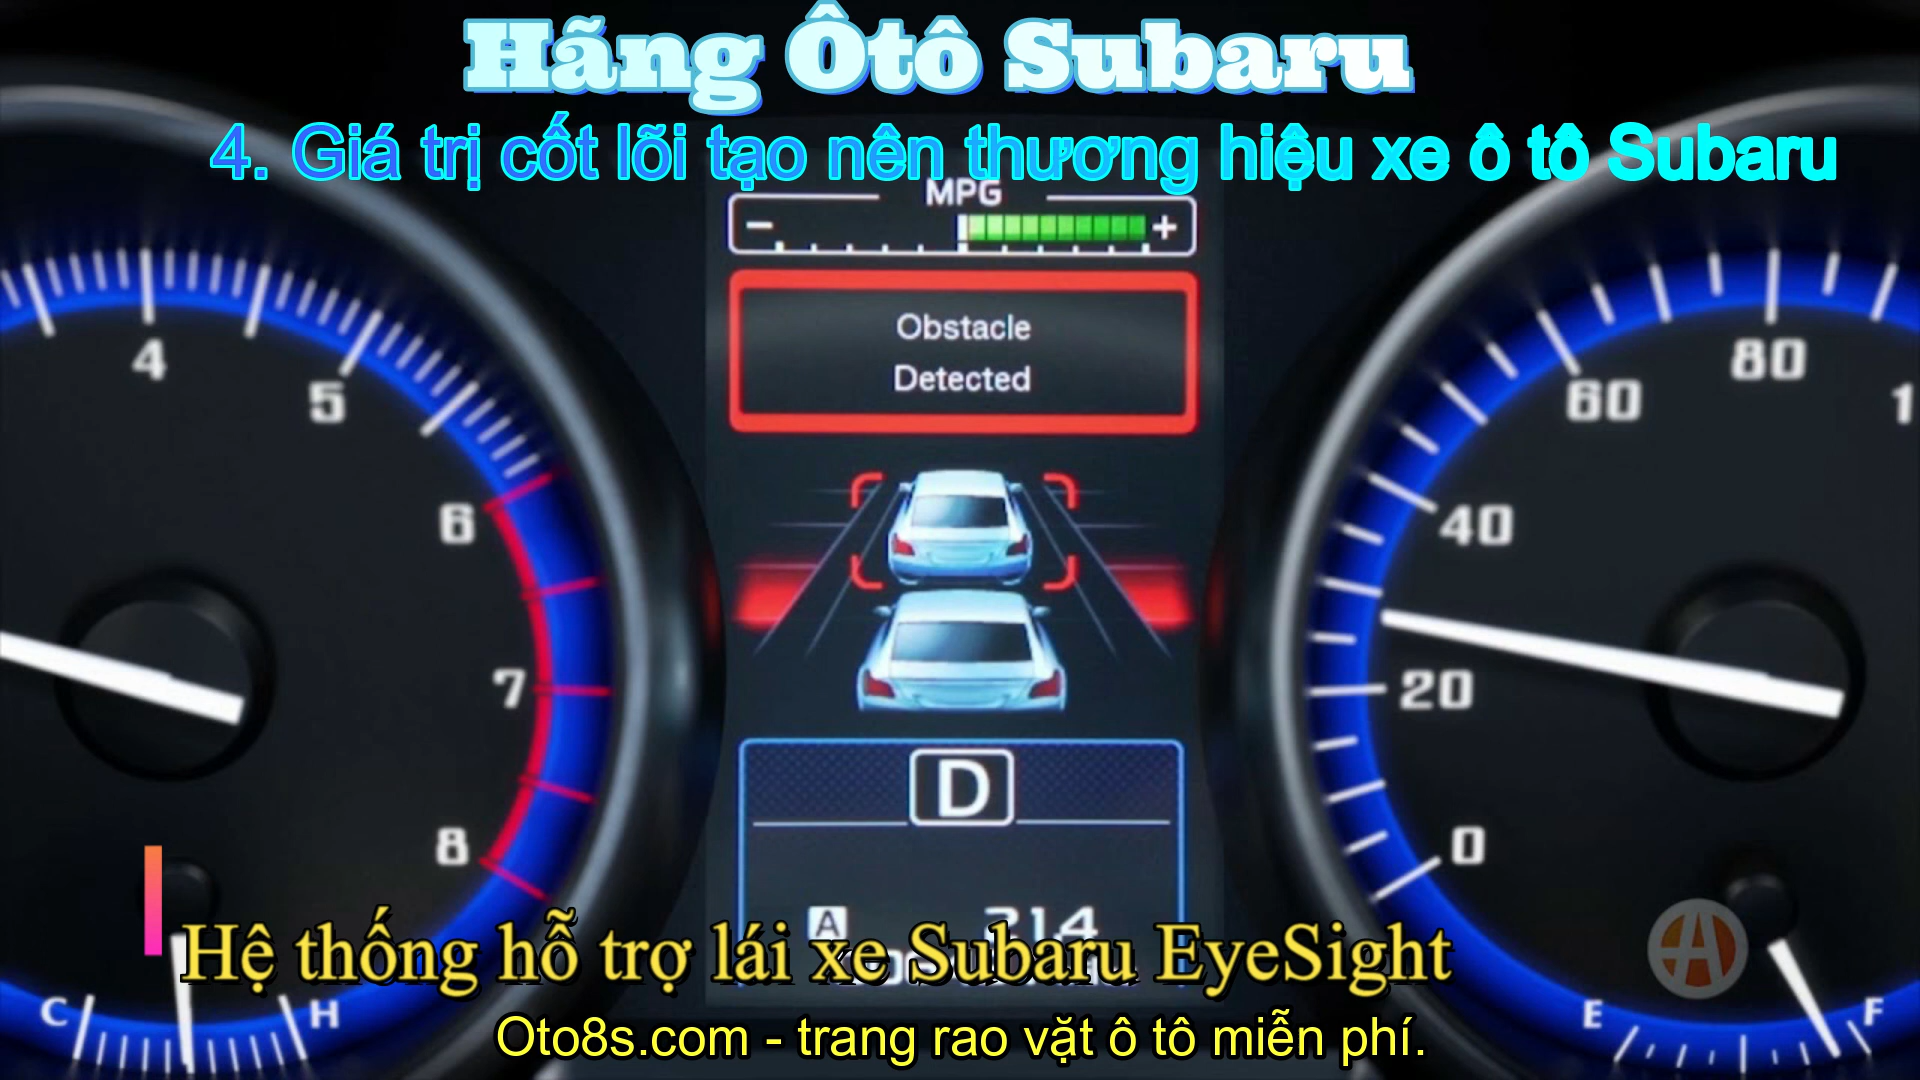 Hãng Ôtô Subaru
4. Giá trị cốt lõi tạo nên thương hiệu xe ô tô Subaru
MPG
- +
Obstacle
Detected
4
5
6
7
8
80
60
40
20
0
D
A 214
Hệ thống hỗ trợ lái xe Subaru EyeSight
C H
E F
Oto8s.com - trang rao vặt ô tô miễn phí.